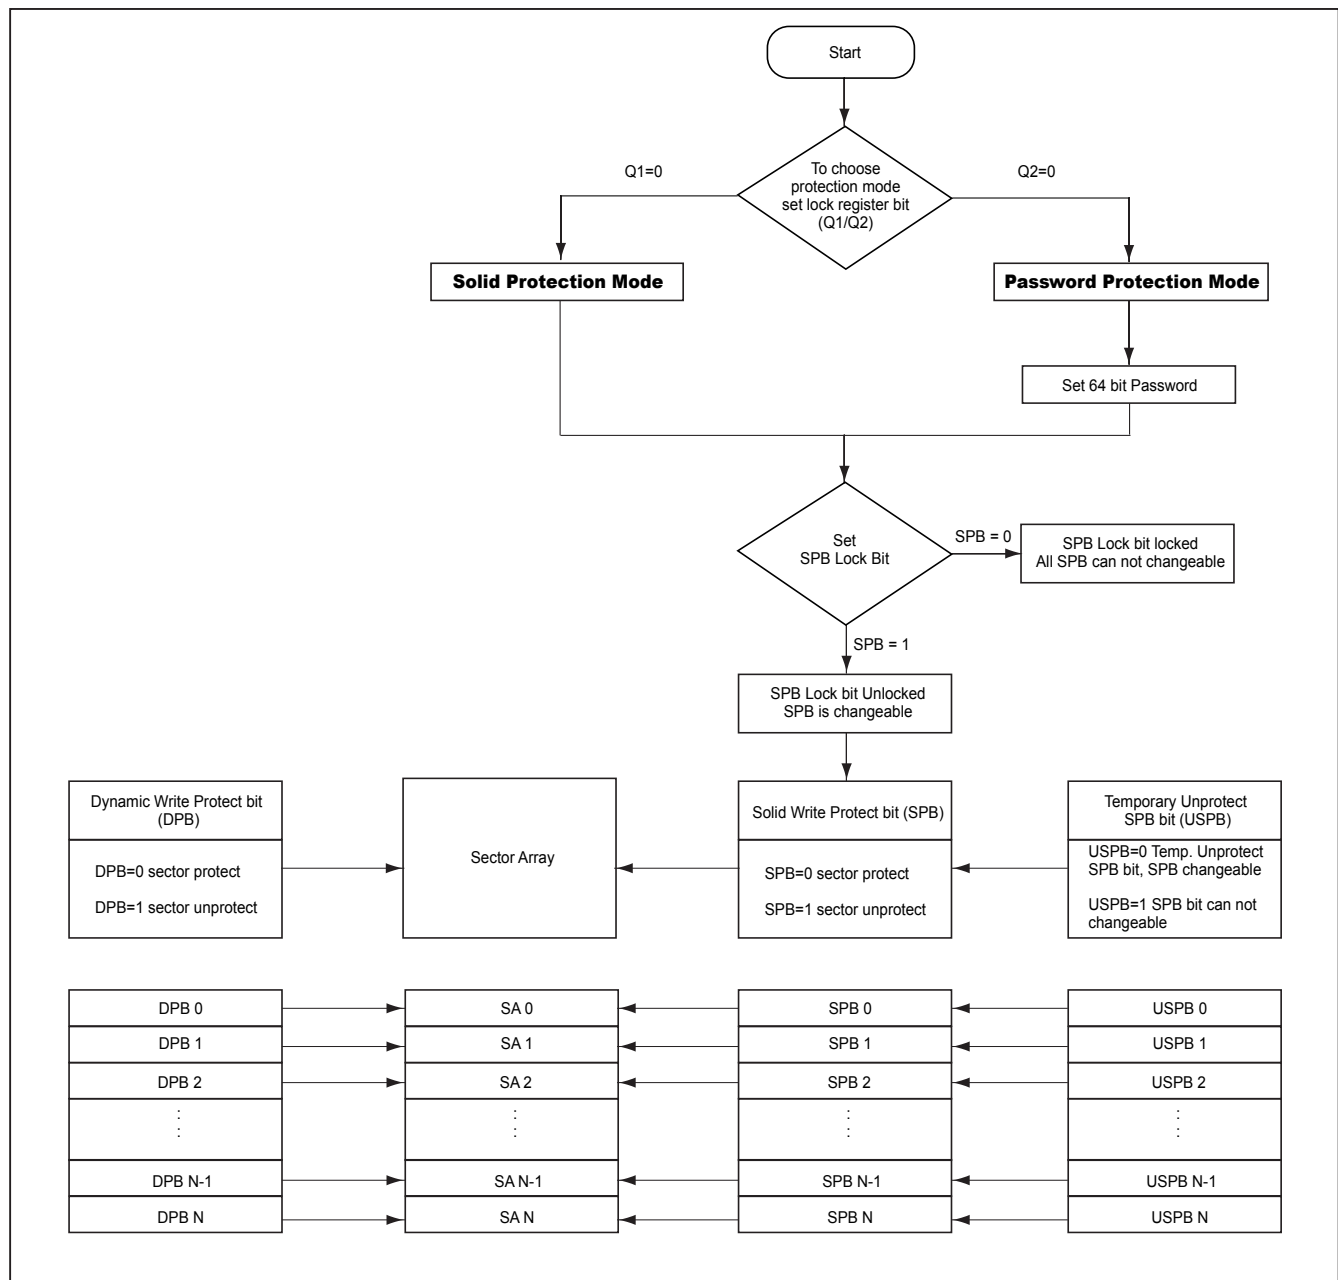 Start
To choose
protection mode
set lock register bit
(Q1/Q2)
Q1=0
Q2=0
Solid Protection Mode
Password Protection Mode
Set 64 bit Password
Set
SPB Lock Bit
SPB = 0
SPB Lock bit locked
All SPB can not changeable
SPB = 1
SPB Lock bit Unlocked
SPB is changeable
Dynamic Write Protect bit
(DPB)
DPB=0 sector protect
DPB=1 sector unprotect
Sector Array
Solid Write Protect bit (SPB)
SPB=0 sector protect
SPB=1 sector unprotect
Temporary Unprotect
SPB bit (USPB)
USPB=0 Temp. Unprotect
SPB bit, SPB changeable
USPB=1 SPB bit can not
changeable
DPB 0
SA 0
SPB 0
USPB 0
DPB 1
SA 1
SPB 1
USPB 1
DPB 2
SA 2
SPB 2
USPB 2
: : : :
: : : :
DPB N-1
SA N-1
SPB N-1
USPB N-1
DPB N
SA N
SPB N
USPB N